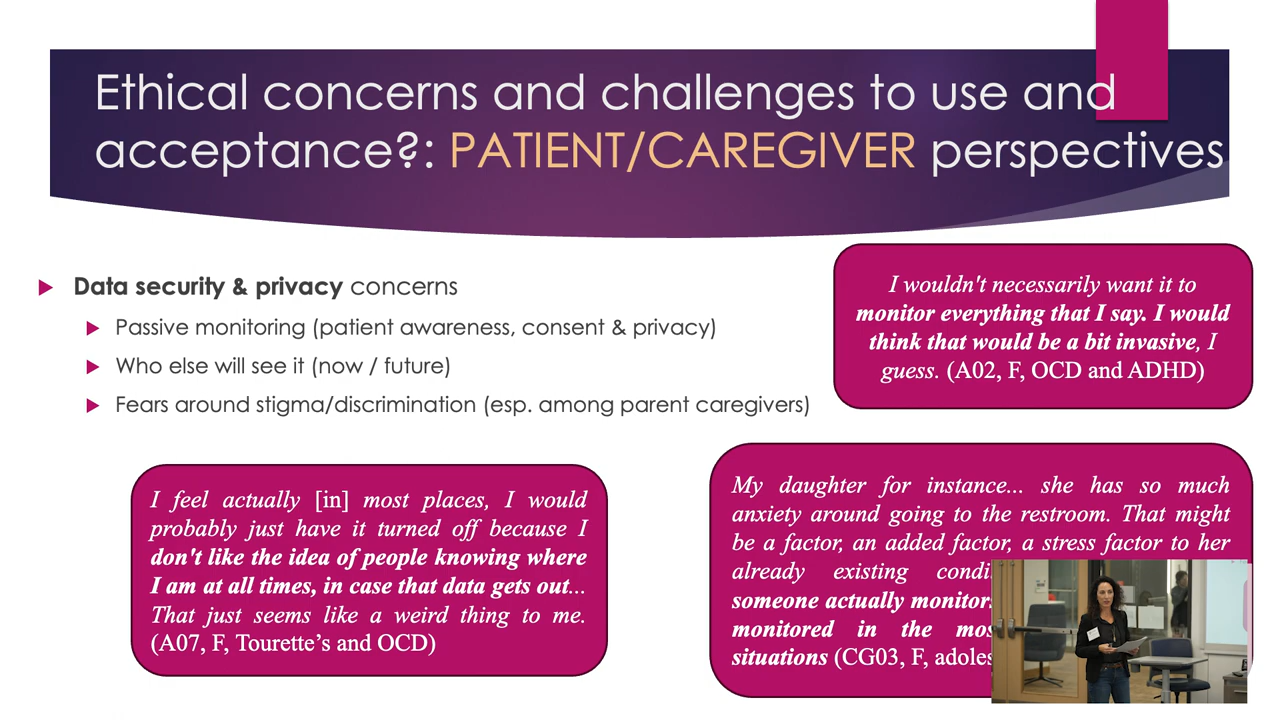 Ethical concerns and challenges to use and
acceptance?: PATIENT/CAREGIVER perspectives
Data security & privacy concerns
Passive monitoring (patient awareness, consent & privacy)
Who else will see it (now / future)
Fears around stigma/discrimination (esp. among parent caregivers)
I wouldn't necessarily want it to
monitor everything that I say. I would
think that would be a bit invasive, I
guess. (A02, F, OCD and ADHD)
I feel actually [in] most places, I would
probably just have it turned off because I
don't like the idea of people knowing where
I am at all times, in case that data gets out...
That just seems like a weird thing to me.
(A07, F, Tourette’s and OCD)
My daughter for instance... she has so much
anxiety around going to the restroom. That might
be a factor, an added factor, a stress factor to her
already existing
someone actually
monitored in the
situations (CG03, F,